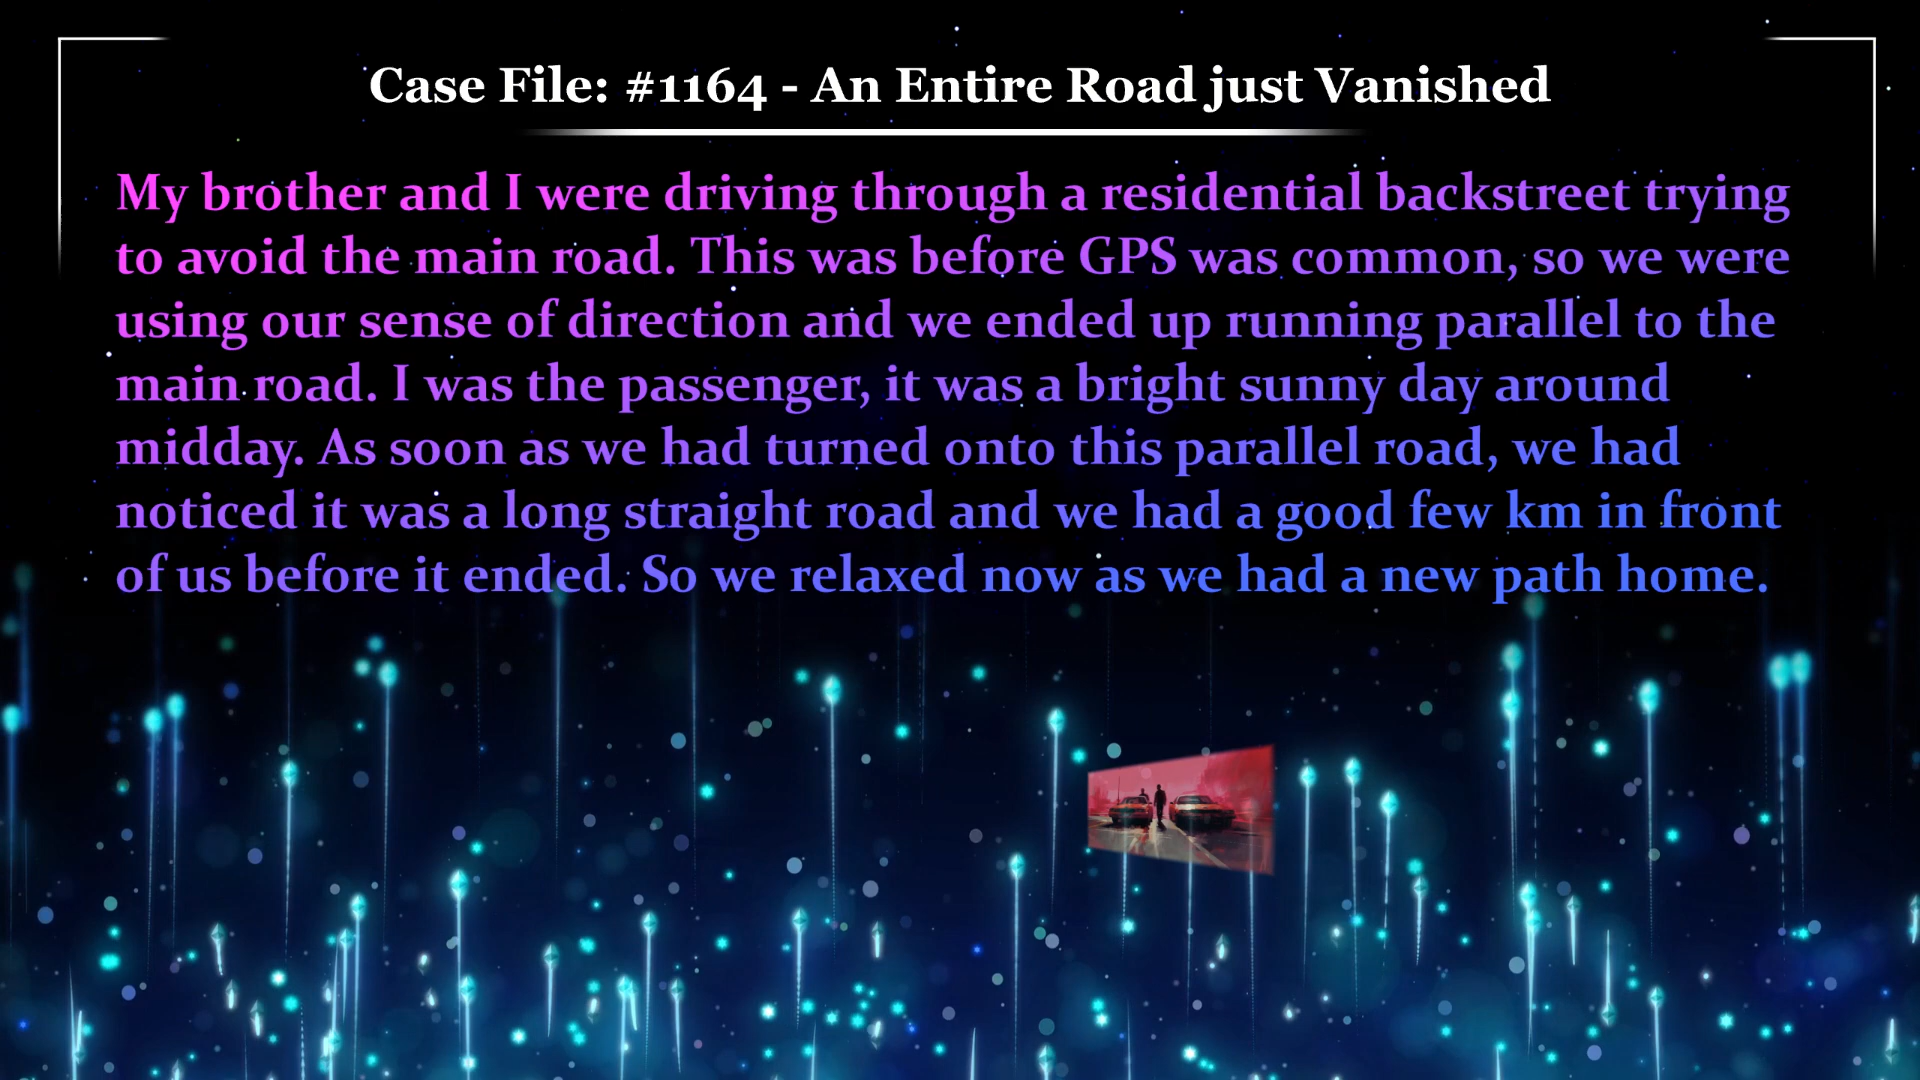 Case File: #1164 - An Entire Road just Vanished
My brother and I were driving through a residential backstreet trying
to avoid the main road. This was before GPS was common, so we were
using our sense of direction and we ended up running parallel to the
main road. I was the passenger, it was a bright sunny day around
midday. As soon as we had turned onto this parallel road, we had
noticed it was a long straight road and we had a good few km in front
of us before it ended. So we relaxed now as we had a new path home.